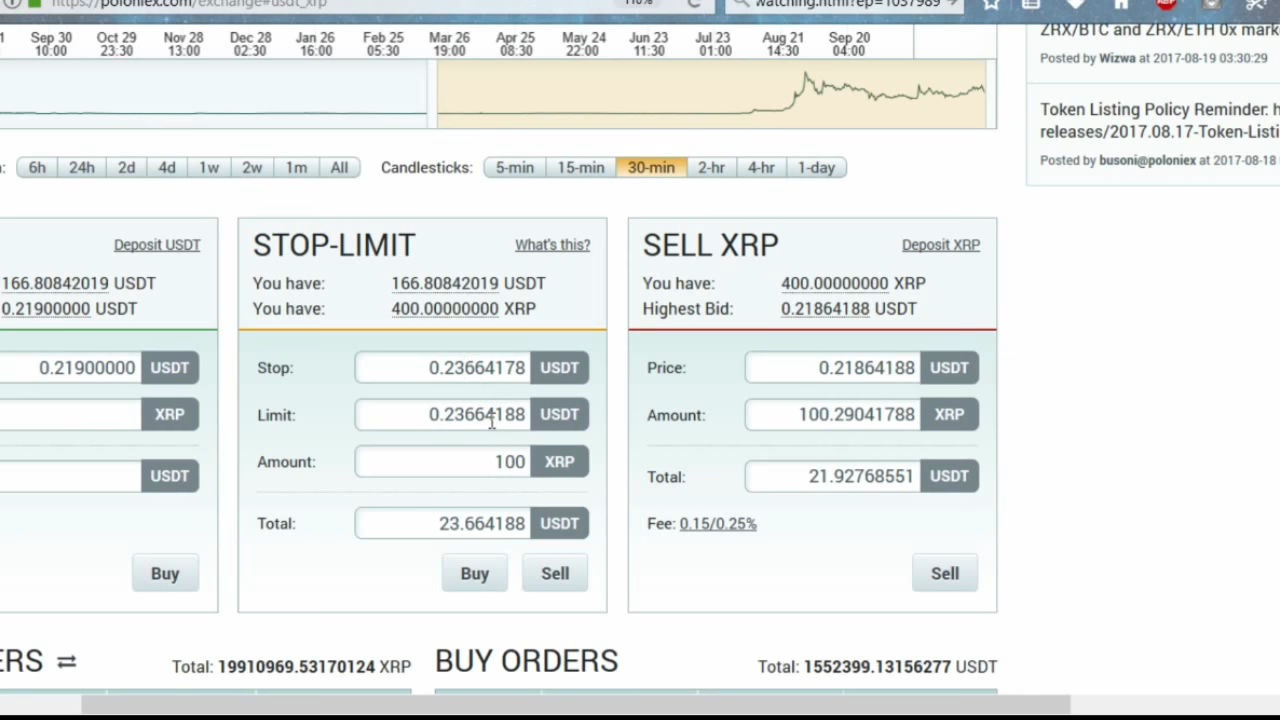 https://poloniex.com/exchange#usdt_xrp
110%
watching.html?ep=1037989
Sep 30 Oct 29 Nov 28 Dec 28 Jan 26 Feb 25 Mar 26 Apr 25 May 24 Jun 23 Jul 23 Aug 21 Sep 20
10:00 23:30 13:00 02:30 16:00 05:30 19:00 08:30 22:00 11:30 01:00 14:30 04:00
ZRX/BTC and ZRX/ETH 0x mark
Posted by Wizwa at 2017-08-19 03:30:29
Token Listing Policy Reminder: h
releases/2017.08.17-Token-Listi
Posted by busoni@poloniex at 2017-08-18
6h 24h 2d 4d 1w 2w 1m All Candlesticks: 5-min 15-min 30-min 2-hr 4-hr 1-day
Deposit USDT
166.80842019 USDT
0.21900000 USDT
0.21900000 USDT
XRP
USDT
Buy
STOP-LIMIT What's this?
You have: 166.80842019 USDT
You have: 400.00000000 XRP
Stop: 0.23664178 USDT
Limit: 0.23664188 USDT
Amount: 100 XRP
Total: 23.664188 USDT
Buy Sell
SELL XRP Deposit XRP
You have: 400.00000000 XRP
Highest Bid: 0.21864188 USDT
Price: 0.21864188 USDT
Amount: 100.29041788 XRP
Total: 21.92768551 USDT
Fee: 0.15/0.25%
Sell
ERS Total: 19910969.53170124 XRP
BUY ORDERS Total: 1552399.13156277 USDT